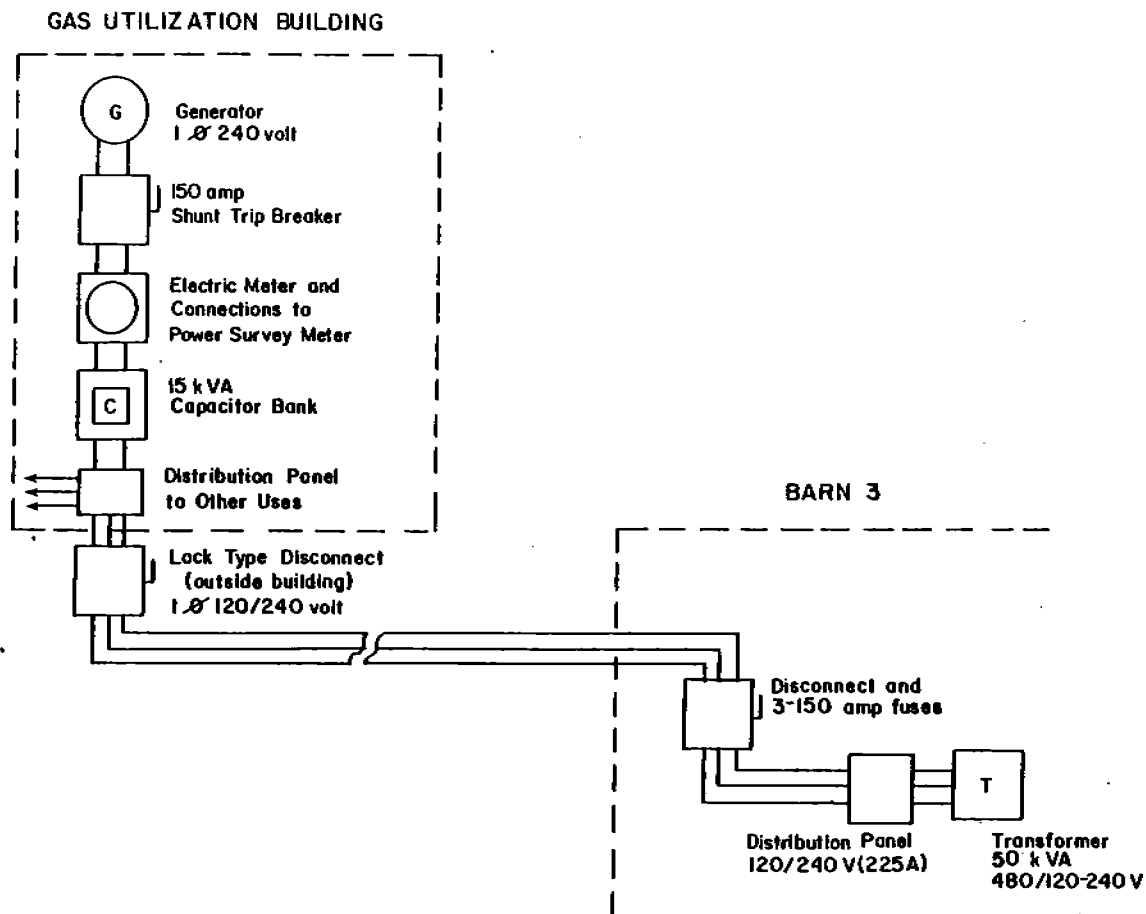 GAS UTILIZATION BUILDING
G
Generator
1 Ø 240 volt
150 amp
Shunt Trip Breaker
Electric Meter and
Connections to
Power Survey Meter
15 kVA
Capacitor Bank
C
Distribution Panel
to Other Uses
Lock Type Disconnect
(outside building)
1 Ø 120/240 volt
BARN 3
Disconnect and
3-150 amp fuses
T
Distribution Panel
120/240 V(225A)
Transformer
50 kVA
480/120-240 V